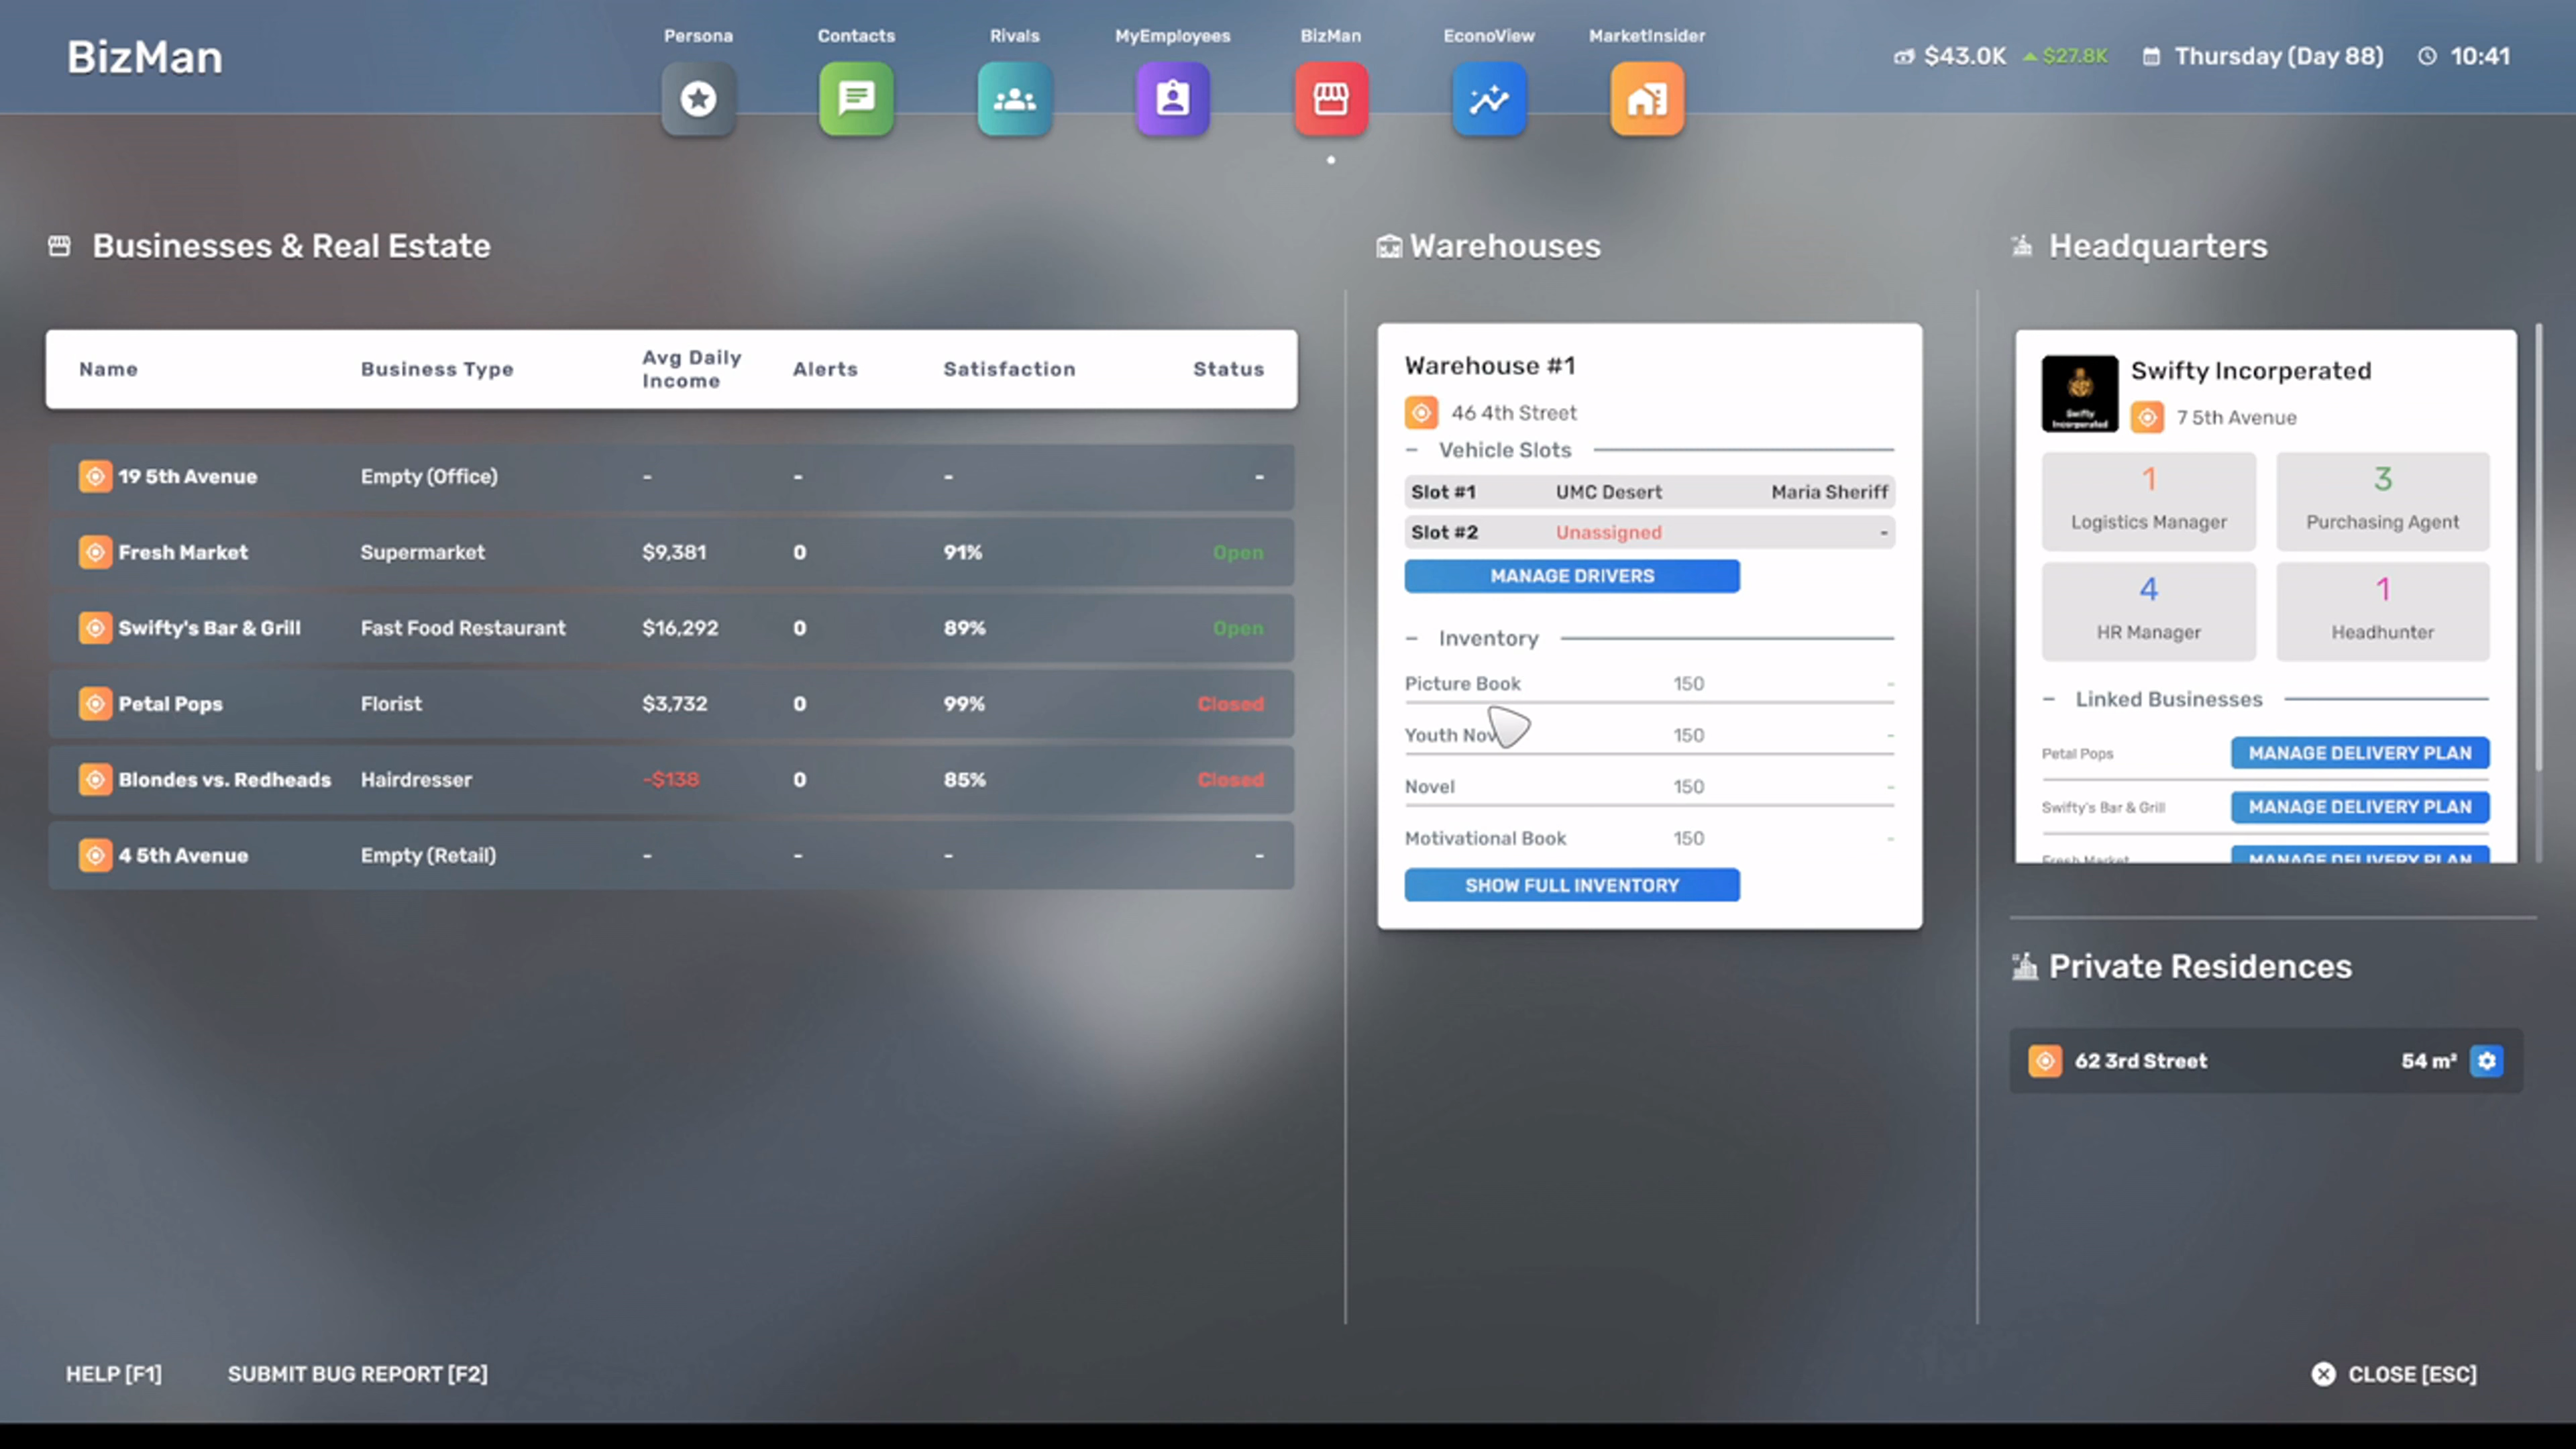 BizMan
Persona
Contacts
Rivals
MyEmployees
BizMan
EconoView
MarketInsider
$43.0K
$27.8K
Thursday (Day 88)
10:41
Businesses & Real Estate
Name Business Type Avg Daily Income Alerts Satisfaction Status
19 5th Avenue Empty (Office) - - - -
Fresh Market Supermarket $9,381 0 91% Open
Swifty's Bar & Grill Fast Food Restaurant $16,292 0 89% Open
Petal Pops Florist $3,732 0 99% Closed
Blondes vs. Redheads Hairdresser -$138 0 85% Closed
4 5th Avenue Empty (Retail) - - - -
Warehouses
Warehouse #1
46 4th Street
Vehicle Slots
Slot #1 UMC Desert Maria Sheriff
Slot #2 Unassigned -
MANAGE DRIVERS
Inventory
Picture Book 150 -
Youth Nov 150 -
Novel 150 -
Motivational Book 150 -
SHOW FULL INVENTORY
Headquarters
Swifty Incorperated
Swifty Incorperated
7 5th Avenue
1 Logistics Manager
3 Purchasing Agent
4 HR Manager
1 Headhunter
Linked Businesses
Petal Pops MANAGE DELIVERY PLAN
Swifty's Bar & Grill MANAGE DELIVERY PLAN
Fresh Market MANAGE DELIVERY PLAN
Private Residences
62 3rd Street 54 m²
HELP [F1]
SUBMIT BUG REPORT [F2]
CLOSE [ESC]